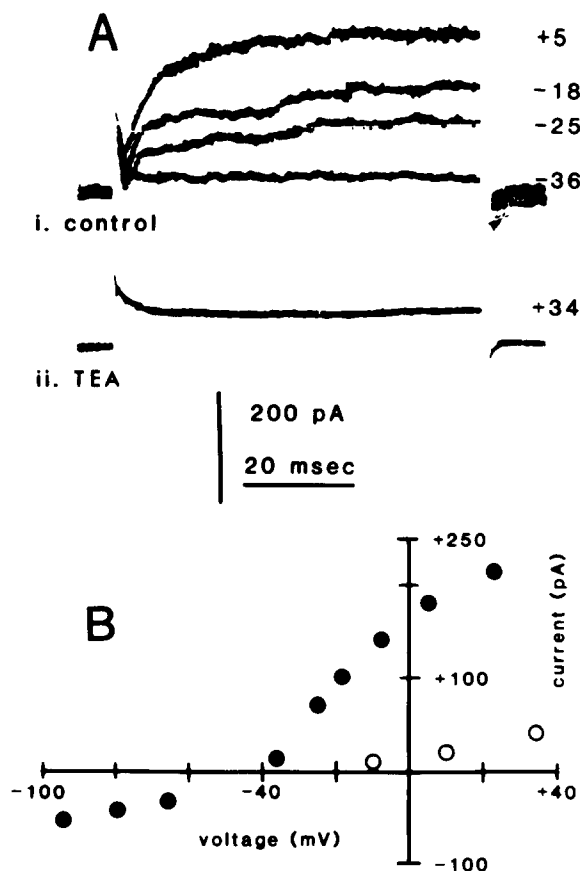 A
+5
-18
-25
-36
i. control
+34
ii. TEA
200 pA
20 msec
B
+250
current (pA)
+100
-100
-40
+40
voltage (mV)
-100